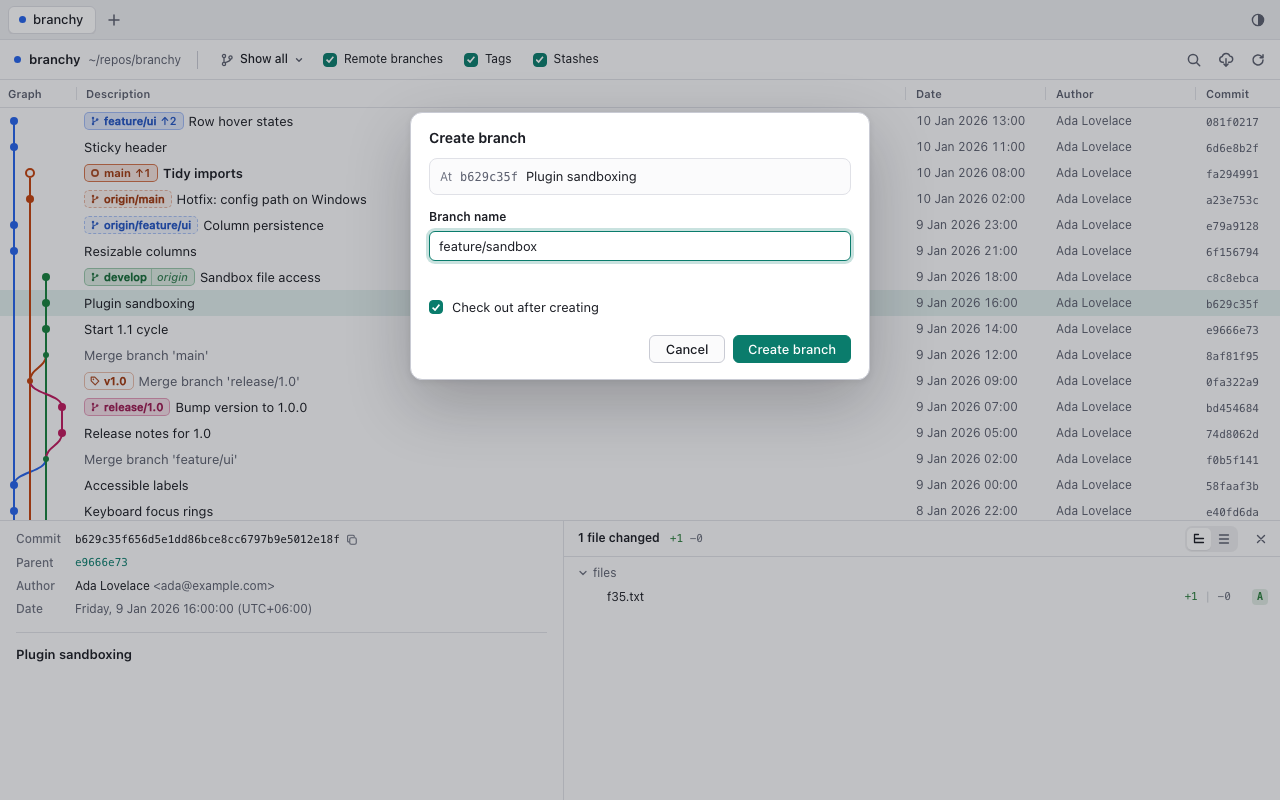 branchy
branchy ~/repos/branchy Show all Remote branches Tags Stashes
Graph Description Date Author Commit
feature/ui ↑2 Row hover states 10 Jan 2026 13:00 Ada Lovelace 081f0217
Sticky header 10 Jan 2026 11:00 Ada Lovelace 6d6e8b2f
main ↑1 Tidy imports 10 Jan 2026 08:00 Ada Lovelace fa294991
origin/main Hotfix: config path on Windows 10 Jan 2026 02:00 Ada Lovelace a23e753c
origin/feature/ui Column persistence 9 Jan 2026 23:00 Ada Lovelace e79a9128
Resizable columns 9 Jan 2026 21:00 Ada Lovelace 6f156794
develop origin Sandbox file access 9 Jan 2026 18:00 Ada Lovelace c8c8ebca
Plugin sandboxing 9 Jan 2026 16:00 Ada Lovelace b629c35f
Start 1.1 cycle 9 Jan 2026 14:00 Ada Lovelace e9666e73
Merge branch 'main' 9 Jan 2026 12:00 Ada Lovelace 8af81f95
v1.0 Merge branch 'release/1.0' 9 Jan 2026 09:00 Ada Lovelace 0fa322a9
release/1.0 Bump version to 1.0.0 9 Jan 2026 07:00 Ada Lovelace bd454684
Release notes for 1.0 9 Jan 2026 05:00 Ada Lovelace 74d8062d
Merge branch 'feature/ui' 9 Jan 2026 02:00 Ada Lovelace f0b5f141
Accessible labels 9 Jan 2026 00:00 Ada Lovelace 58faaf3b
Keyboard focus rings 8 Jan 2026 22:00 Ada Lovelace e40fd6da
Create branch
At b629c35f Plugin sandboxing
Branch name
feature/sandbox
Check out after creating
Cancel Create branch
Commit b629c35f656d5e1dd86bce8cc6797b9e5012e18f
Parent e9666e73
Author Ada Lovelace <ada@example.com>
Date Friday, 9 Jan 2026 16:00:00 (UTC+06:00)
Plugin sandboxing
1 file changed +1 −0
files
f35.txt +1 | −0 A